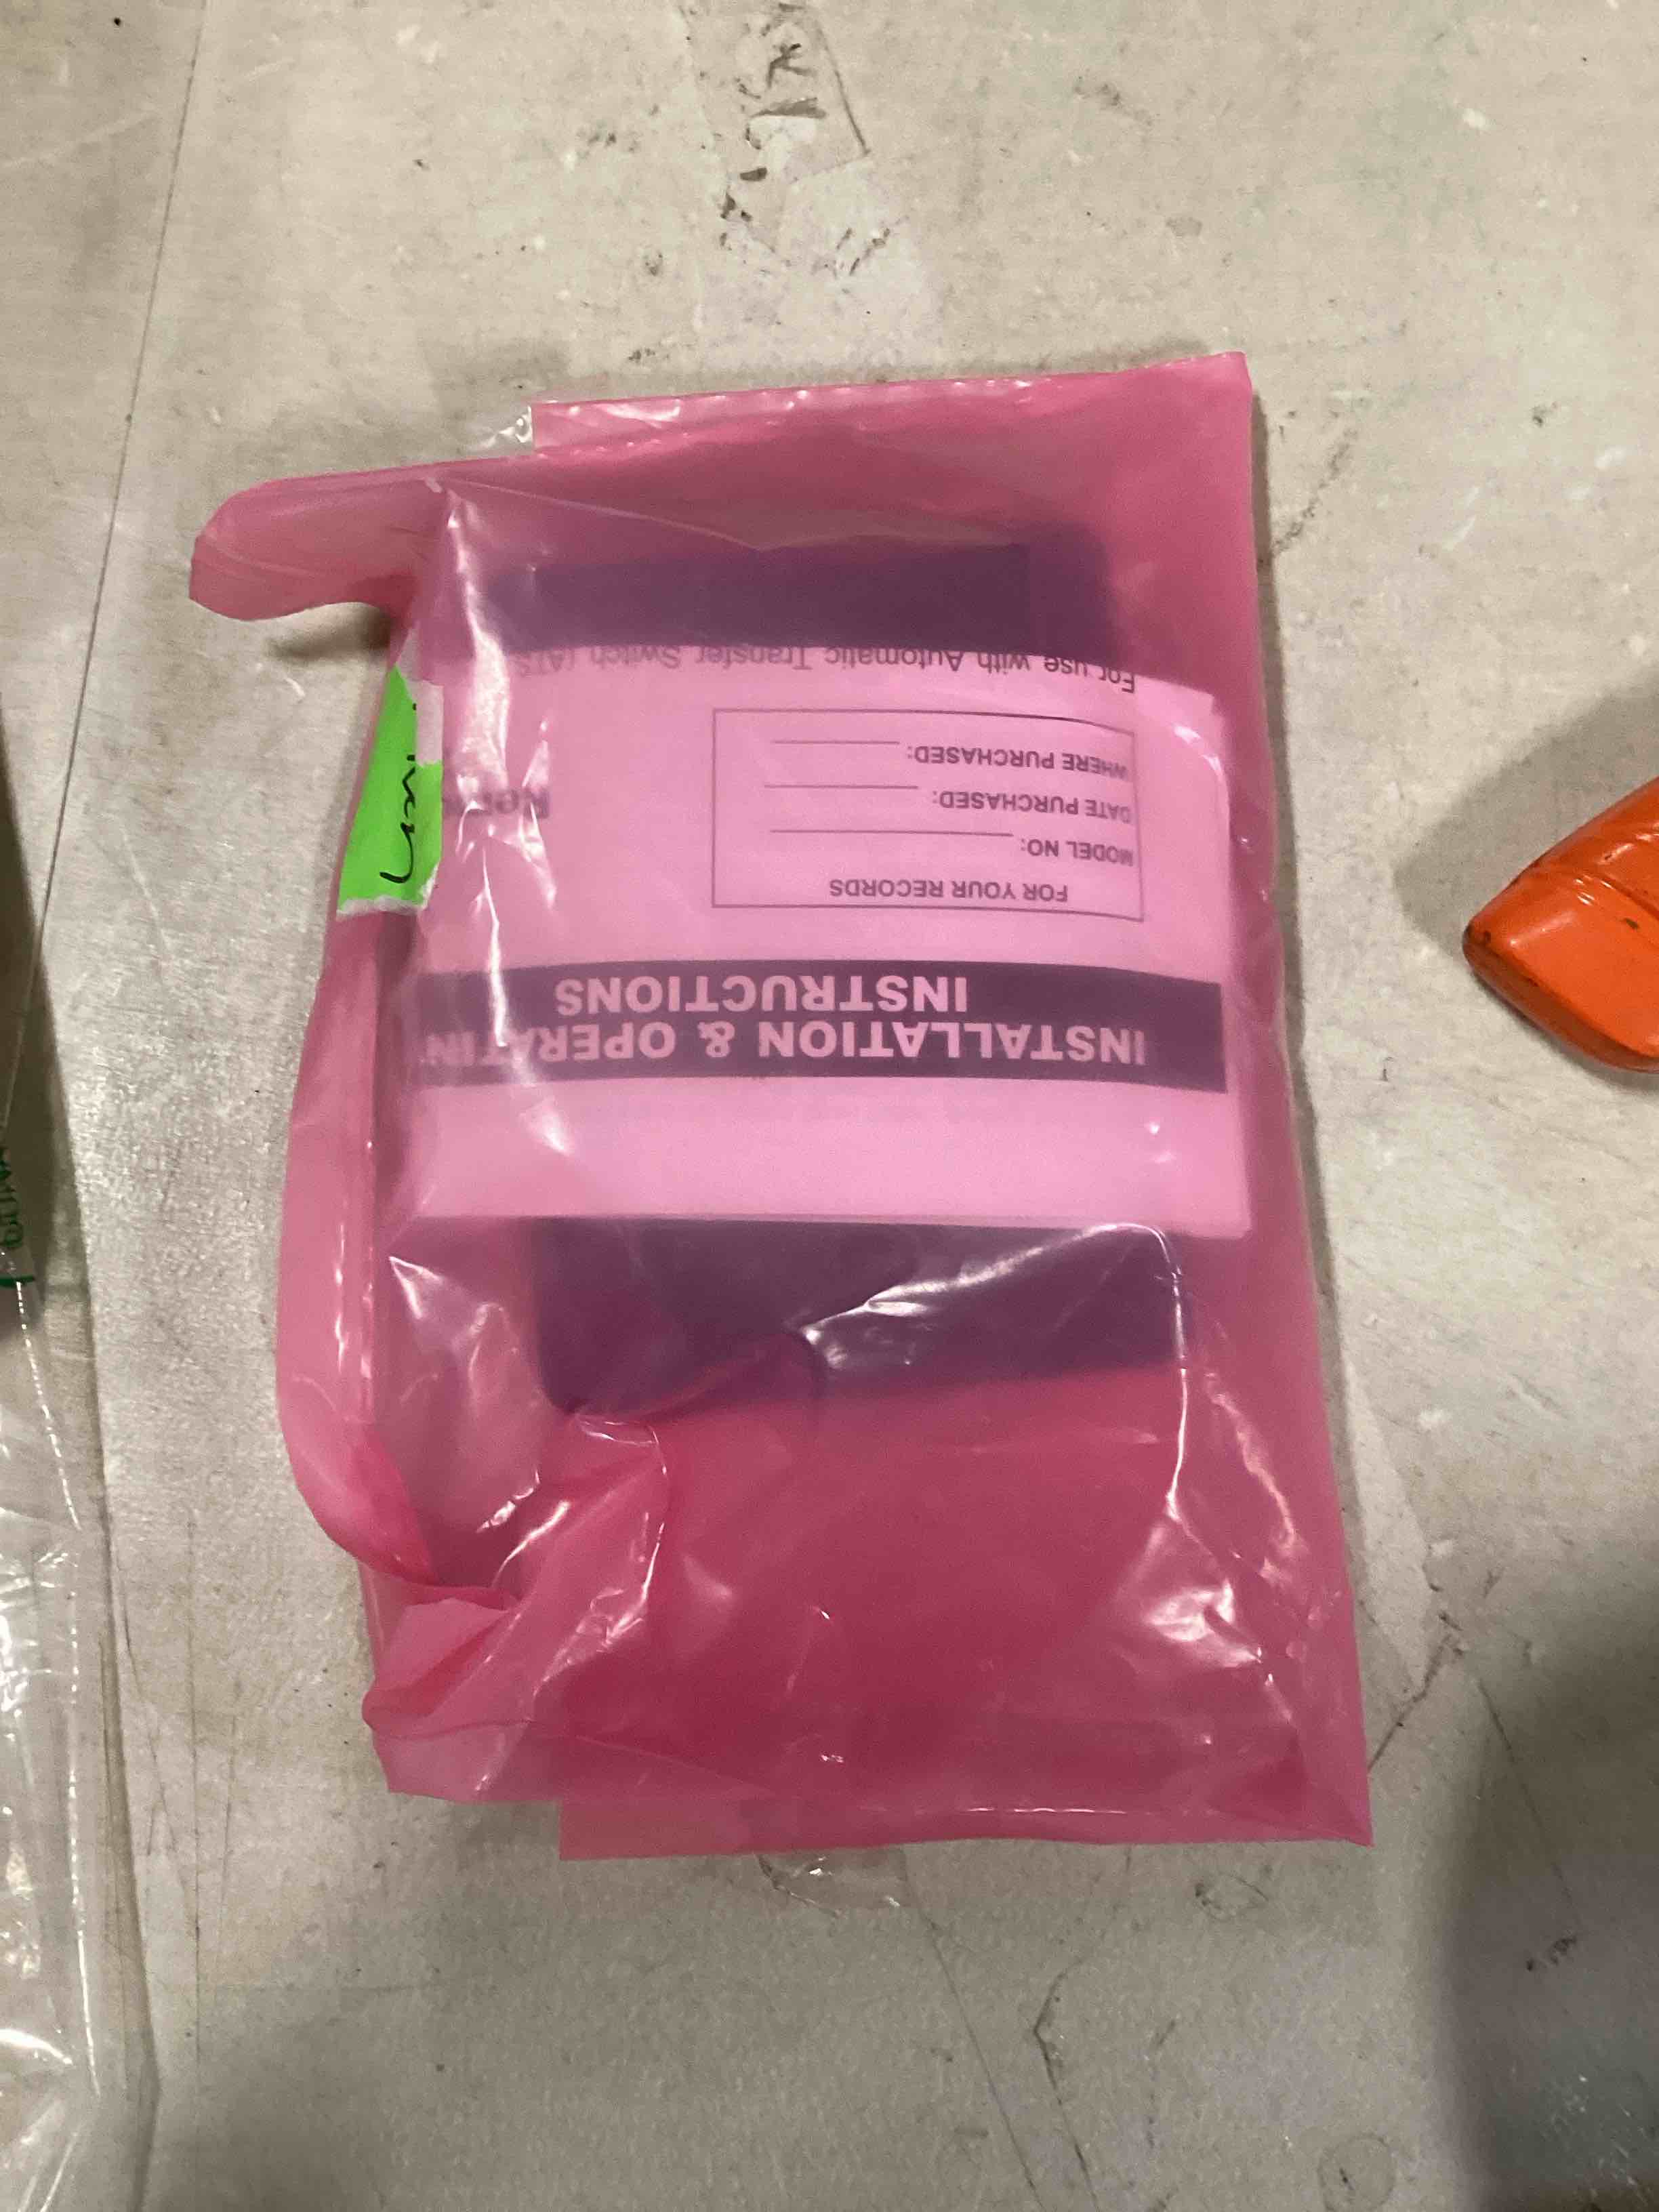 INSTALLATION & OPERATIN
INSTRUCTIONS
FOR YOUR RECORDS
MODEL NO:
DATE PURCHASED:
WHERE PURCHASED:
For use with Automatic Transfer Switch (ATS